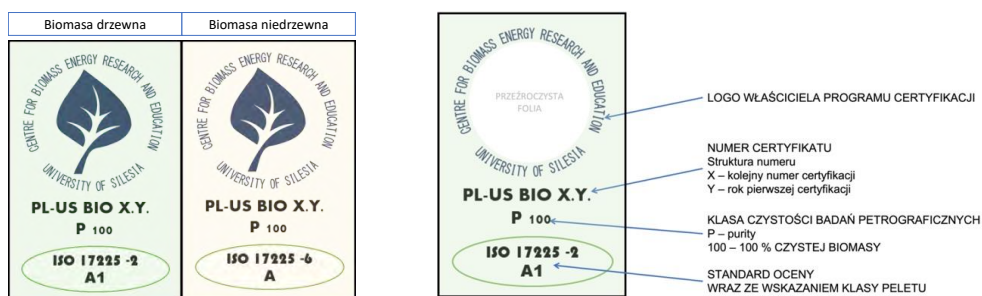 Biomasa drzewna
Biomasa niedrzewna
CENTRE FOR BIOMASS ENERGY RESEARCH AND EDUCATION
UNIVERSITY OF SILESIA
PL-US BIO X.Y.
P 100
ISO 17225 -2
A1
CENTRE FOR BIOMASS ENERGY RESEARCH AND EDUCATION
UNIVERSITY OF SILESIA
PL-US BIO X.Y.
P 100
ISO 17225 -6
A
CENTRE FOR BIOMASS ENERGY RESEARCH AND EDUCATION
PRZEŹROCZYSTA
FOLIA
UNIVERSITY OF SILESIA
PL-US BIO X.Y.
P 100
ISO 17225 -2
A1
LOGO WŁAŚCICIELA PROGRAMU CERTYFIKACJI
NUMER CERTYFIKATU
Struktura numeru
X – kolejny numer certyfikacji
Y – rok pierwszej certyfikacji
KLASA CZYSTOŚCI BADAŃ PETROGRAFICZNYCH
P – purity
100 – 100 % CZYSTEJ BIOMASY
STANDARD OCENY
WRAZ ZE WSKAZANIEM KLASY PELETU